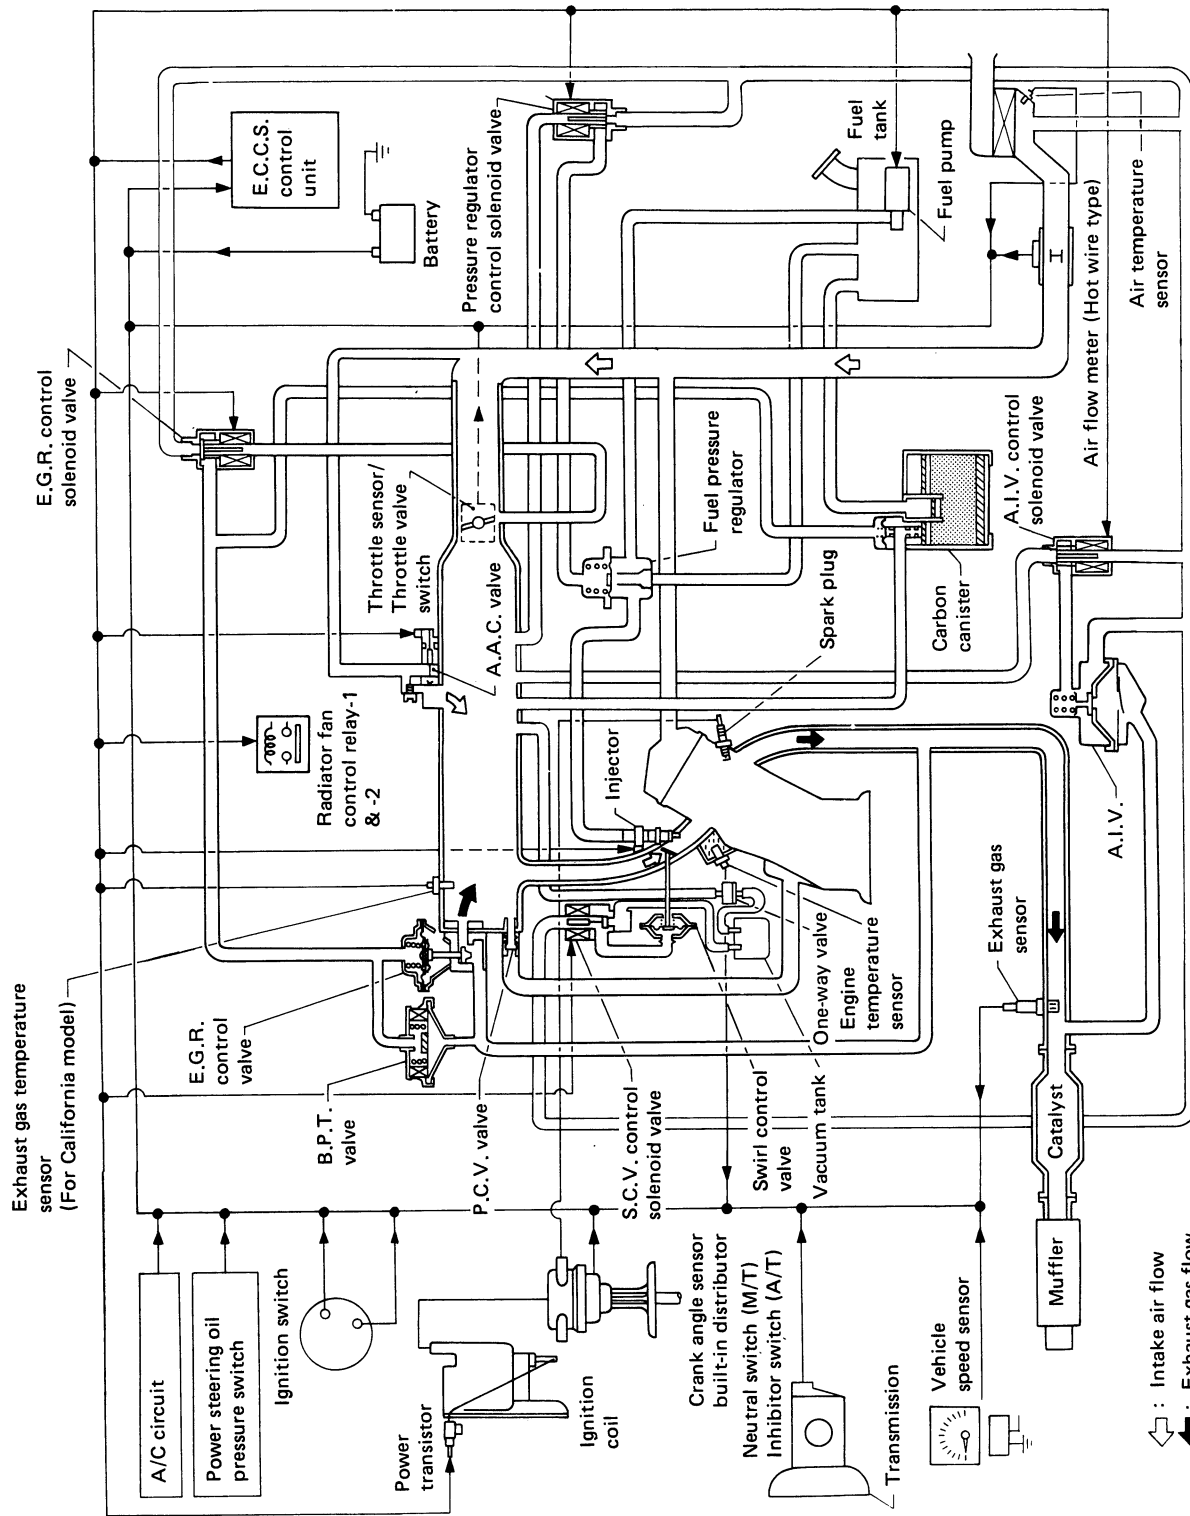 Exhaust gas temperature
sensor
(For California model)
E.G.R. control
solenoid valve
E.C.C.S.
control
unit
Battery
A/C circuit
Power steering oil
pressure switch
Ignition switch
B.P.T.
valve
E.G.R.
control
valve
Radiator fan
control relay-1
& -2
Throttle sensor/
Throttle valve
switch
A.A.C. valve
Pressure regulator
control solenoid valve
Power
transistor
Ignition
coil
P.C.V. valve
S.C.V. control
solenoid valve
Injector
Fuel pressure
regulator
Spark plug
Fuel
tank
Fuel pump
Crank angle sensor
built-in distributor
Neutral switch (M/T)
Inhibitor switch (A/T)
Transmission
Swirl control
valve
Vacuum tank
One-way valve
Engine
temperature
sensor
Carbon
canister
A.I.V. control
solenoid valve
Air flow meter (Hot wire type)
Air temperature
sensor
Vehicle
speed sensor
Exhaust gas
sensor
A.I.V.
Muffler
Catalyst
: Intake air flow
: Exhaust gas flow